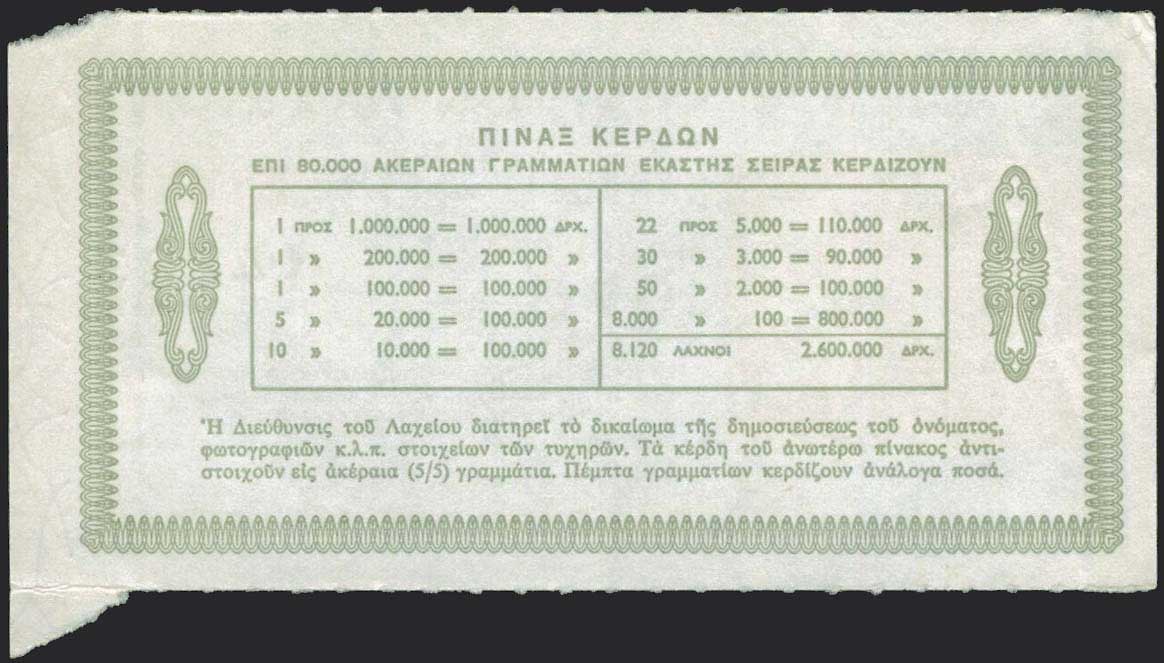 ΠΙΝΑΞ ΚΕΡΔΩΝ
ΕΠΙ 80.000 ΑΚΕΡΑΙΩΝ ΓΡΑΜΜΑΤΙΩΝ ΕΚΑΣΤΗΣ ΣΕΙΡΑΣ ΚΕΡΔΙΖΟΥΝ
1 ΠΡΟΣ 1.000.000 = 1.000.000 ΔΡΧ.
1 » 200.000 = 200.000 »
1 » 100.000 = 100.000 »
5 » 20.000 = 100.000 »
10 » 10.000 = 100.000 »
22 ΠΡΟΣ 5.000 = 110.000 ΔΡΧ.
30 » 3.000 = 90.000 »
50 » 2.000 = 100.000 »
8.000 » 100 = 800.000 »
8.120 ΛΑΧΝΟΙ 2.600.000 ΔΡΧ.
Ἡ Διεύθυνσις τοῦ Λαχείου διατηρεῖ τὸ δικαίωμα τῆς δημοσιεύσεως τοῦ ὀνόματος,
φωτογραφιῶν κ.λ.π. στοιχείων τῶν τυχηρῶν. Τὰ κέρδη τοῦ ἀνωτέρω πίνακος ἀντι-
στοιχοῦν εἰς ἀκέραια (5/5) γραμμάτια. Πέμπτα γραμματίων κερδίζουν ἀνάλογα ποσά.